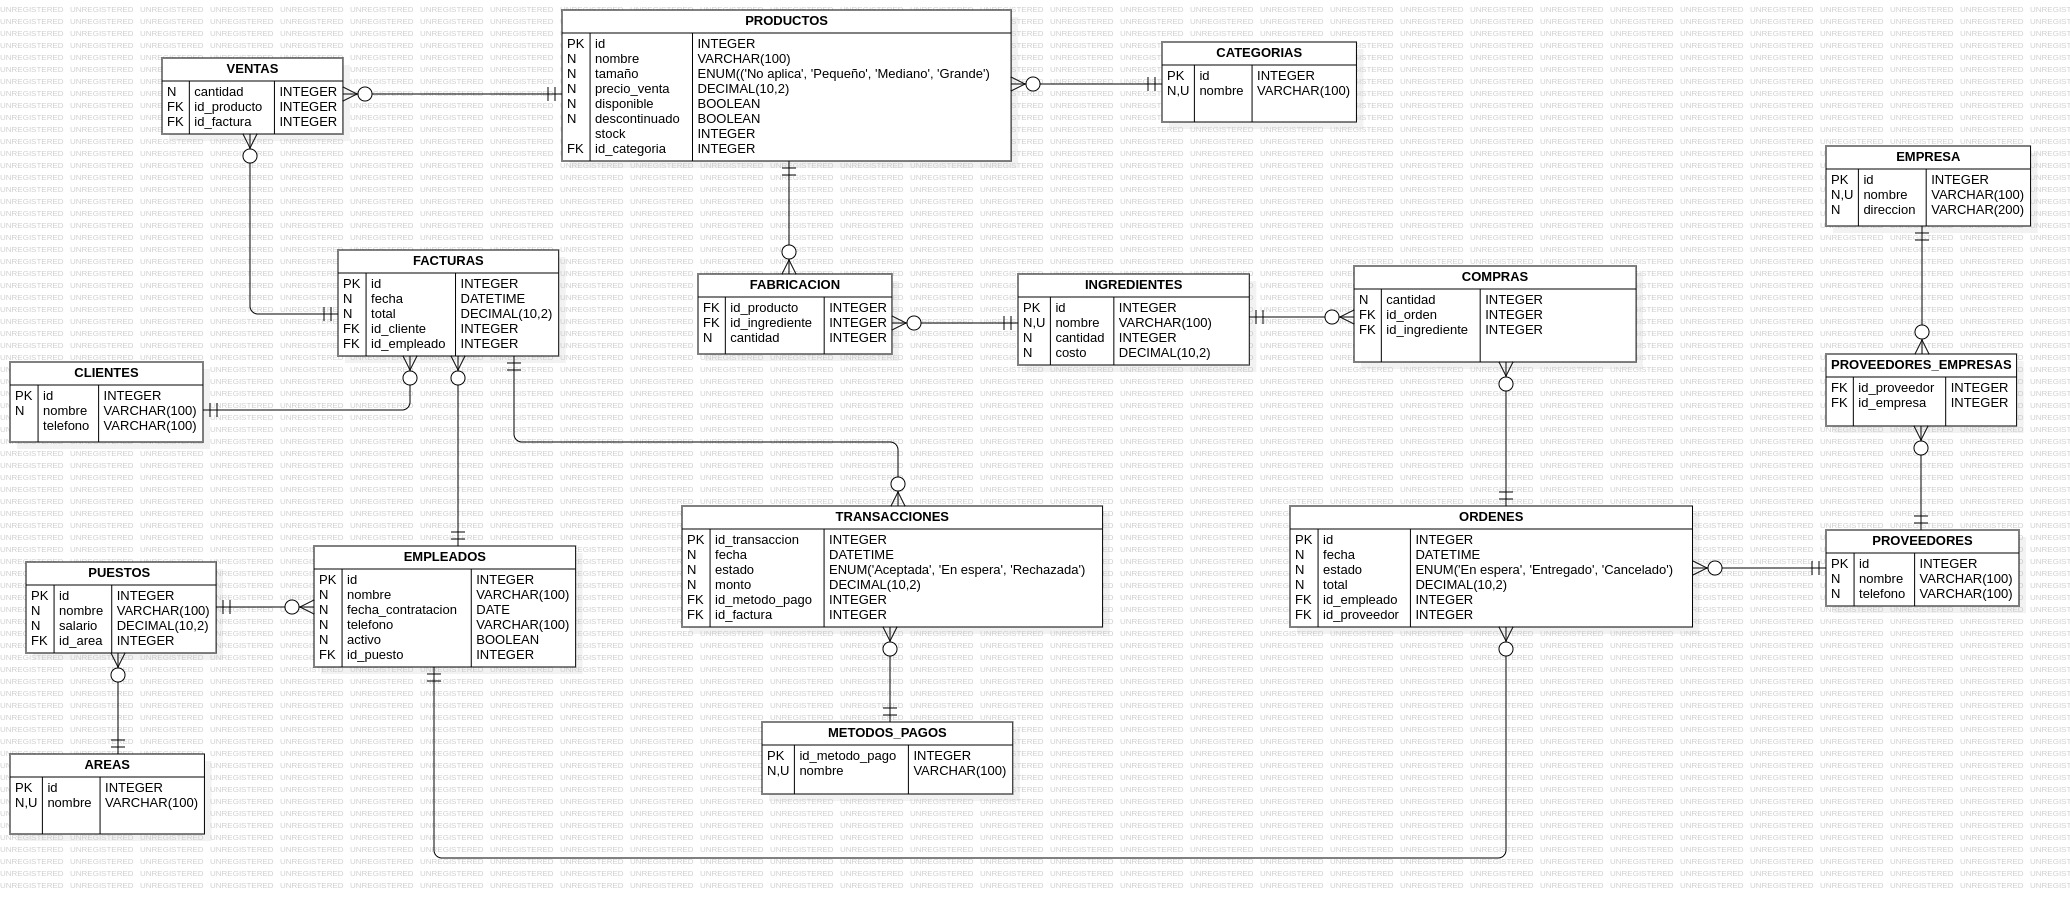 PRODUCTOS
PK id INTEGER
N nombre VARCHAR(100)
N tamaño ENUM(('No aplica', 'Pequeño', 'Mediano', 'Grande')
N precio_venta DECIMAL(10,2)
N disponible BOOLEAN
N descontinuado BOOLEAN
stock INTEGER
FK id_categoria INTEGER
CATEGORIAS
PK id INTEGER
N,U nombre VARCHAR(100)
VENTAS
N cantidad INTEGER
FK id_producto INTEGER
FK id_factura INTEGER
EMPRESA
PK id INTEGER
N,U nombre VARCHAR(100)
N direccion VARCHAR(200)
FACTURAS
PK id INTEGER
N fecha DATETIME
N total DECIMAL(10,2)
FK id_cliente INTEGER
FK id_empleado INTEGER
FABRICACION
FK id_producto INTEGER
FK id_ingrediente INTEGER
N cantidad INTEGER
INGREDIENTES
PK id INTEGER
N,U nombre VARCHAR(100)
N cantidad INTEGER
N costo DECIMAL(10,2)
COMPRAS
N cantidad INTEGER
FK id_orden INTEGER
FK id_ingrediente INTEGER
CLIENTES
PK id INTEGER
N nombre VARCHAR(100)
telefono VARCHAR(100)
PROVEEDORES_EMPRESAS
FK id_proveedor INTEGER
FK id_empresa INTEGER
TRANSACCIONES
PK id_transaccion INTEGER
N fecha DATETIME
N estado ENUM('Aceptada', 'En espera', 'Rechazada')
N monto DECIMAL(10,2)
FK id_metodo_pago INTEGER
FK id_factura INTEGER
ORDENES
PK id INTEGER
N fecha DATETIME
N estado ENUM('En espera', 'Entregado', 'Cancelado')
N total DECIMAL(10,2)
FK id_empleado INTEGER
FK id_proveedor INTEGER
PROVEEDORES
PK id INTEGER
N nombre VARCHAR(100)
N telefono VARCHAR(100)
EMPLEADOS
PK id INTEGER
N nombre VARCHAR(100)
N fecha_contratacion DATE
N telefono VARCHAR(100)
N activo BOOLEAN
FK id_puesto INTEGER
PUESTOS
PK id INTEGER
N nombre VARCHAR(100)
N salario DECIMAL(10,2)
FK id_area INTEGER
METODOS_PAGOS
PK id_metodo_pago INTEGER
N,U nombre VARCHAR(100)
AREAS
PK id INTEGER
N,U nombre VARCHAR(100)
UNREGISTERED